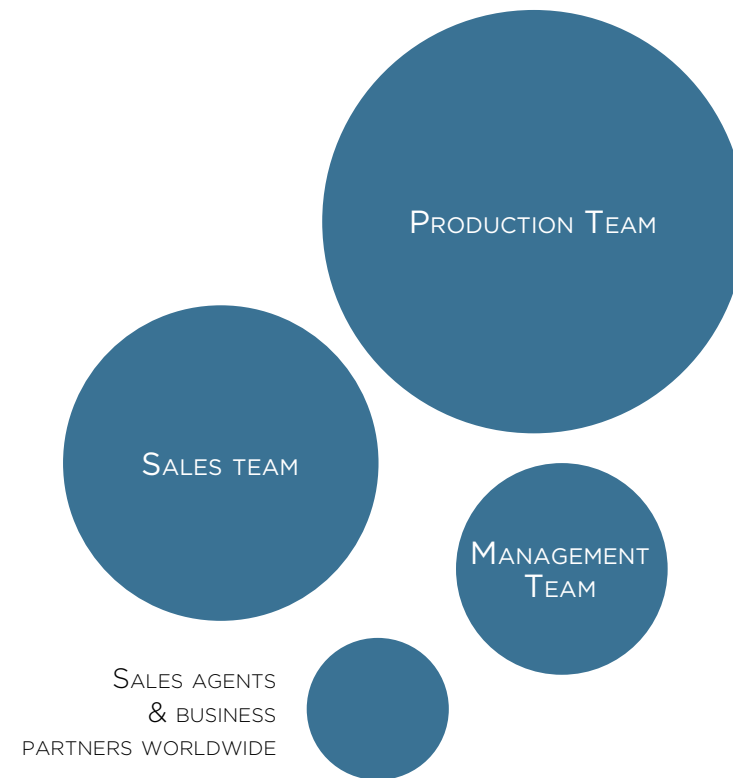 Production Team
Sales team
Management
Team
Sales agents
& business
partners worldwide